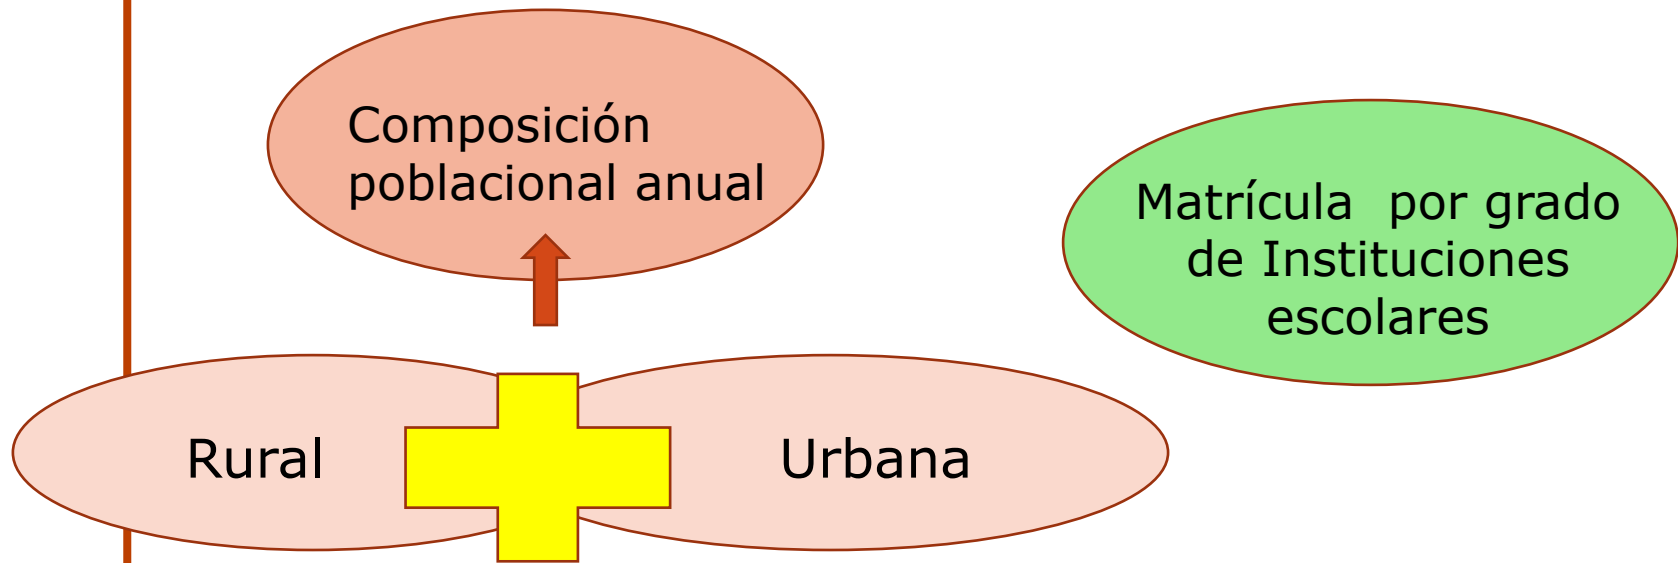 Composición
poblacional anual
Matrícula  por grado
de Instituciones
escolares
Rural
Urbana